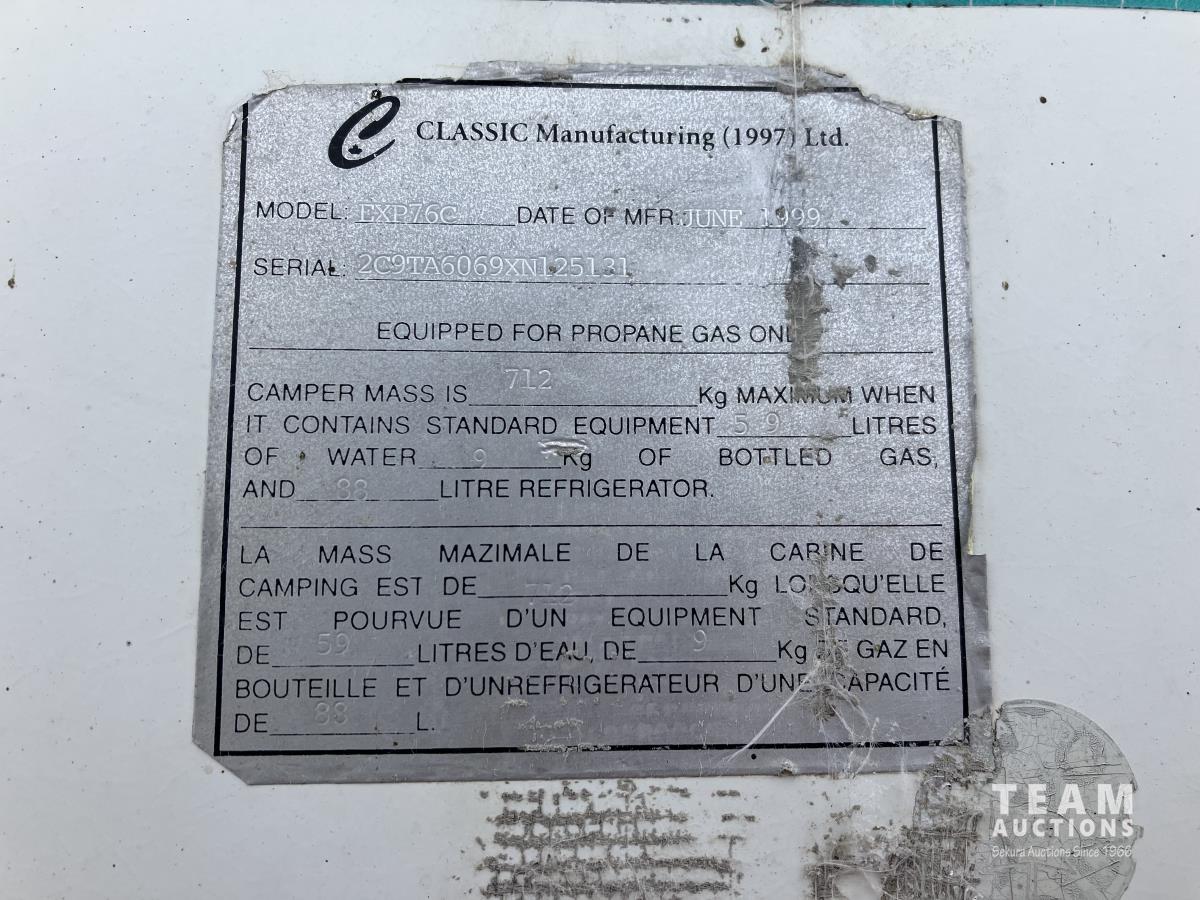 CLASSIC Manufacturing (1997) Ltd.
MODEL: EXP76C DATE OF MFR: JUNE 1999
SERIAL: 2C9TA6069XN125131
EQUIPPED FOR PROPANE GAS ONL
CAMPER MASS IS 712 Kg MAXIMUM WHEN
IT CONTAINS STANDARD EQUIPMENT 59 LITRES
OF WATER 9 Kg OF BOTTLED GAS,
AND 88 LITRE REFRIGERATOR.
LA MASS MAZIMALE DE LA CABINE DE
CAMPING EST DE 712 Kg LORSQU'ELLE
EST POURVUE D'UN EQUIPMENT STANDARD,
DE 59 LITRES D'EAU, DE 9 Kg DE GAZ EN
BOUTEILLE ET D'UNREFRIGERATEUR D'UNE CAPACITÉ
DE 88 L.
TEAM
AUCTIONS
Bekura Auctions Since 1966